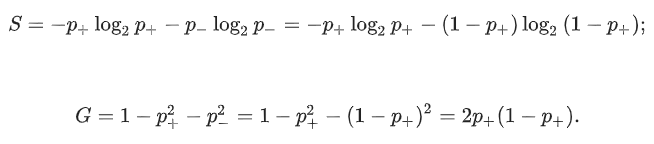 S = −p₊ log₂ p₊ − p₋ log₂ p₋ = −p₊ log₂ p₊ − (1 − p₊) log₂ (1 − p₊);
G = 1 − p₊² − p₋² = 1 − p₊² − (1 − p₊)² = 2p₊(1 − p₊).